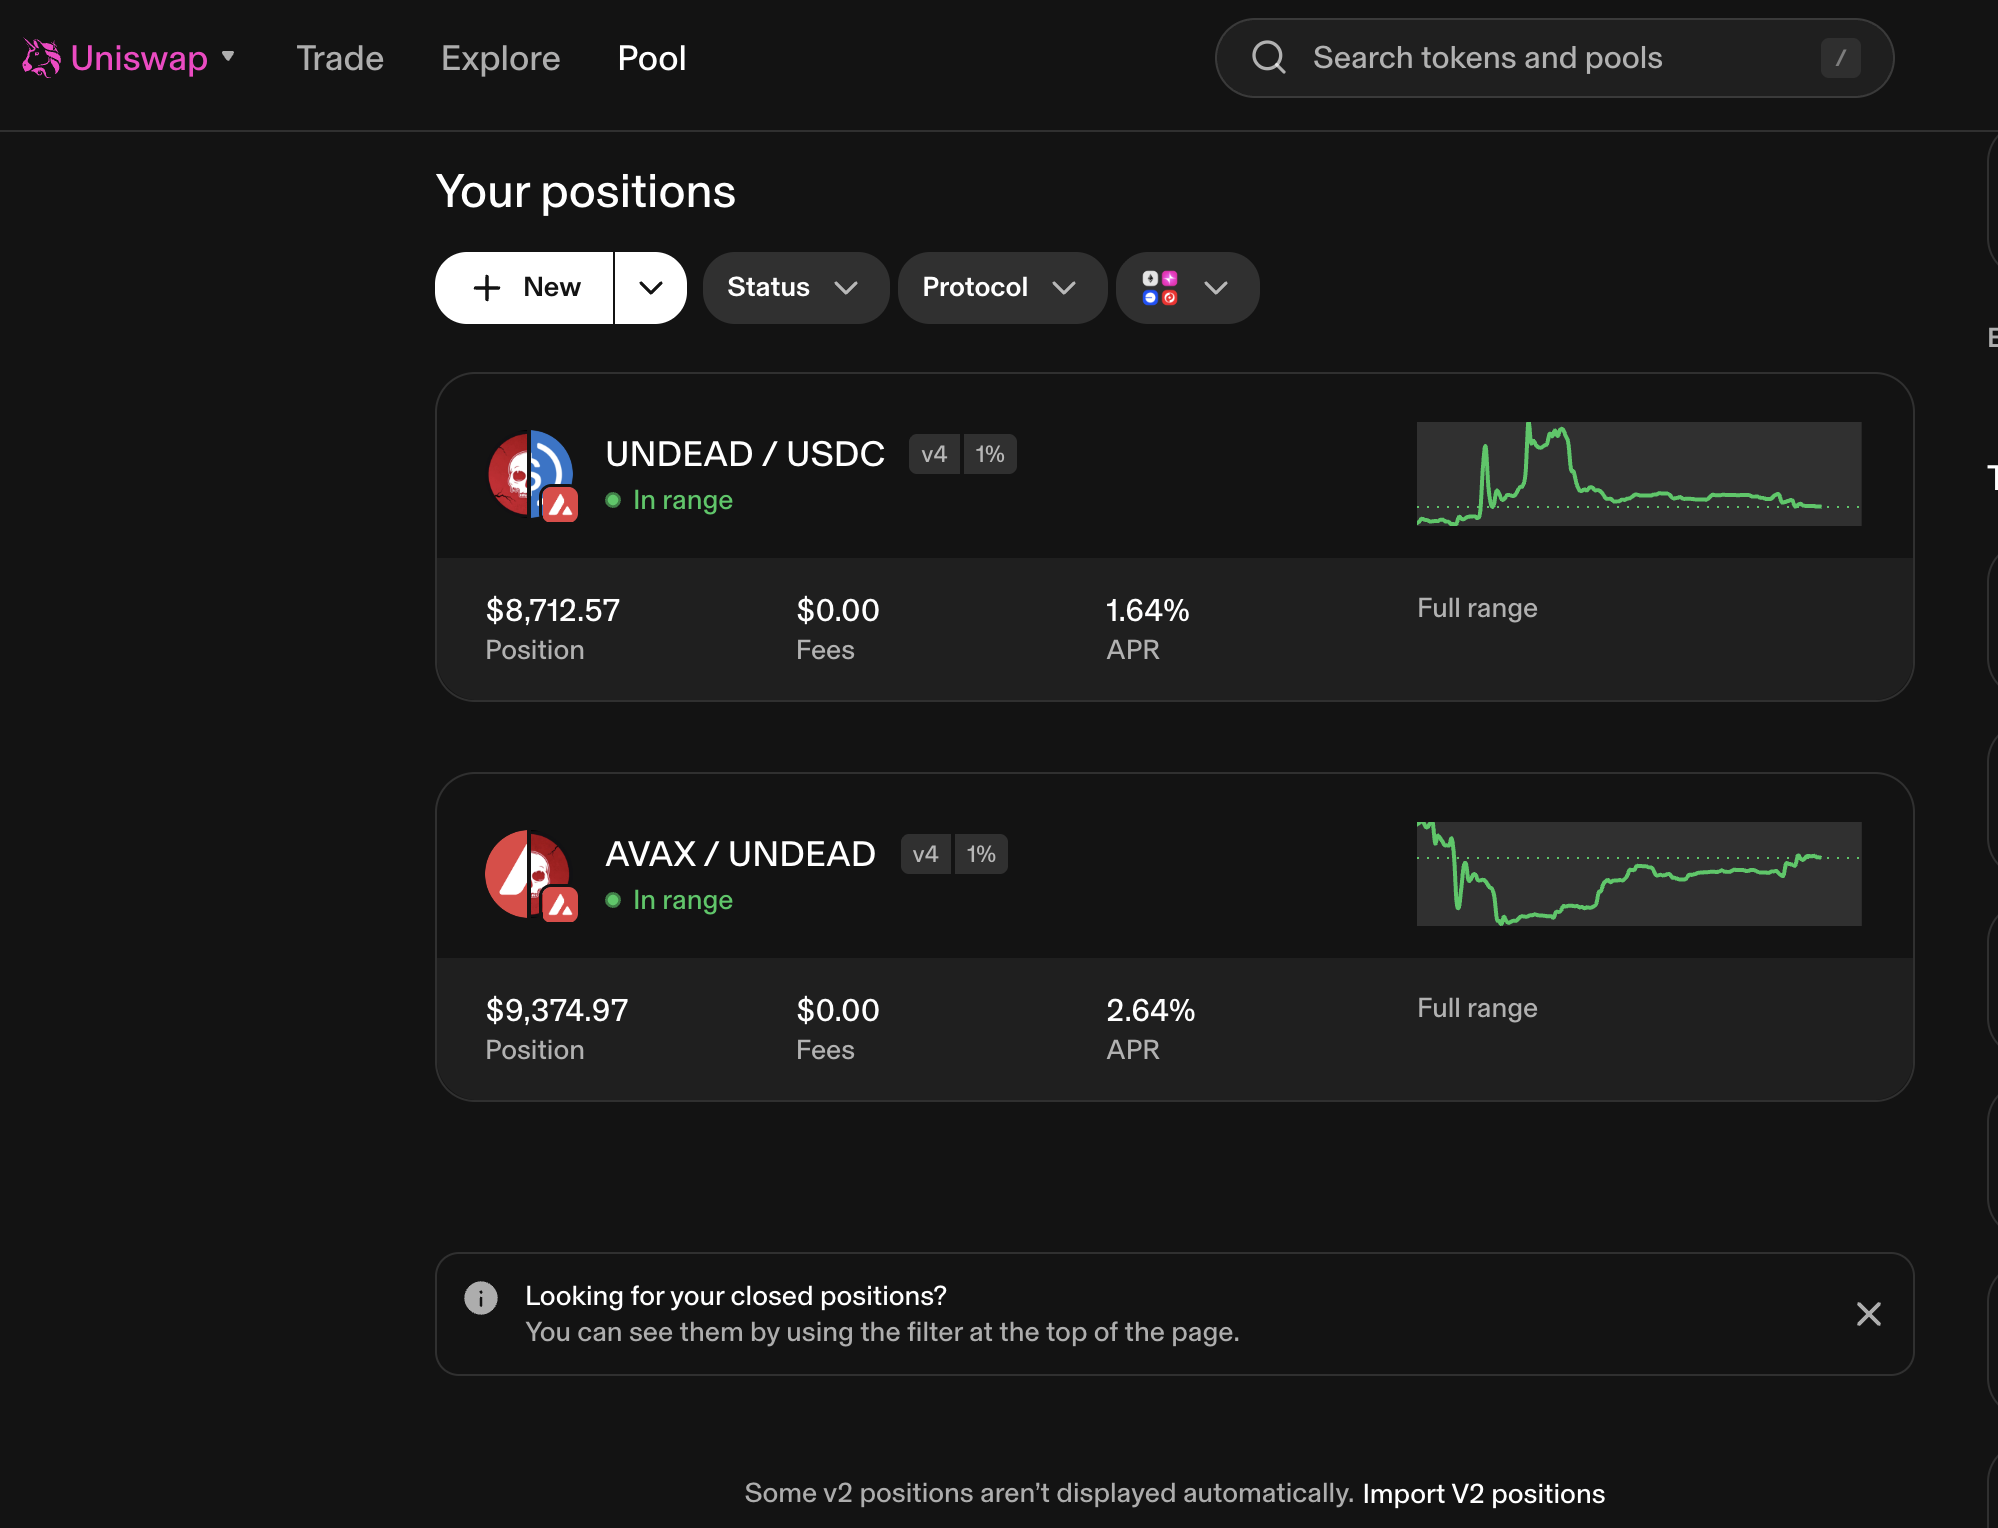 Uniswap Trade Explore Pool Search tokens and pools /
Your positions
New Status Protocol
UNDEAD / USDC v4 1%
In range
$8,712.57 $0.00 1.64% Full range
Position Fees APR
AVAX / UNDEAD v4 1%
In range
$9,374.97 $0.00 2.64% Full range
Position Fees APR
Looking for your closed positions?
You can see them by using the filter at the top of the page.
Some v2 positions aren’t displayed automatically. Import V2 positions